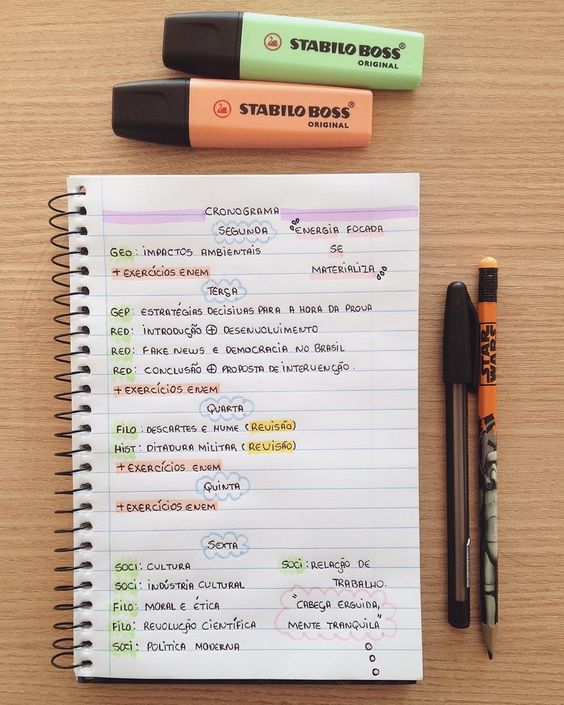 STABILO BOSS®
ORIGINAL
STABILO BOSS®
ORIGINAL
CRONOGRAMA
SEGUNDA
GEO: IMPACTOS AMBIENTAIS
+ EXERCÍCIOS ENEM
"ENERGIA FOCADA
SE
MATERIALIZA"
TERÇA
GEP: ESTRATÉGIAS DECISIVAS PARA A HORA DA PROVA
RED: INTRODUÇÃO ⊕ DESENVOLVIMENTO
RED: FAKE NEWS E DEMOCRACIA NO BRASIL
RED: CONCLUSÃO ⊕ PROPOSTA DE INTERVENÇÃO.
+ EXERCÍCIOS ENEM
QUARTA
FILO: DESCARTES E HUME (REVISÃO)
HIST: DITADURA MILITAR (REVISÃO)
+ EXERCÍCIOS ENEM
QUINTA
+ EXERCÍCIOS ENEM
SEXTA
SOCI: CULTURA
SOCI: INDÚSTRIA CULTURAL
FILO: MORAL E ÉTICA
FILO: REVOLUÇÃO CIENTÍFICA
SOCI: POLÍTICA MODERNA
SOCI: RELAÇÃO DE
TRABALHO.
"CABEÇA ERGUIDA,
MENTE TRANQUILA"
STAR
WARS